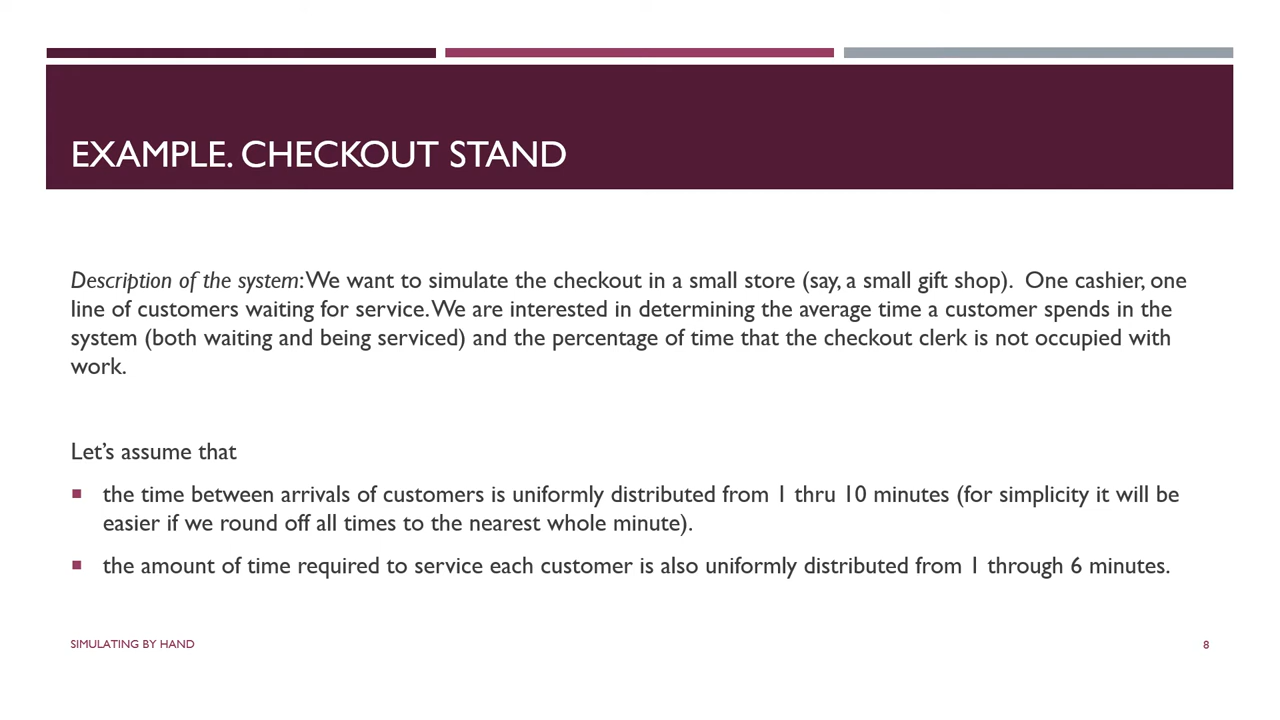 EXAMPLE. CHECKOUT STAND
Description of the system: We want to simulate the checkout in a small store (say, a small gift shop).  One cashier, one
line of customers waiting for service. We are interested in determining the average time a customer spends in the
system (both waiting and being serviced) and the percentage of time that the checkout clerk is not occupied with
work.
Let’s assume that
▪ the time between arrivals of customers is uniformly distributed from 1 thru 10 minutes (for simplicity it will be
easier if we round off all times to the nearest whole minute).
▪ the amount of time required to service each customer is also uniformly distributed from 1 through 6 minutes.
SIMULATING BY HAND
8